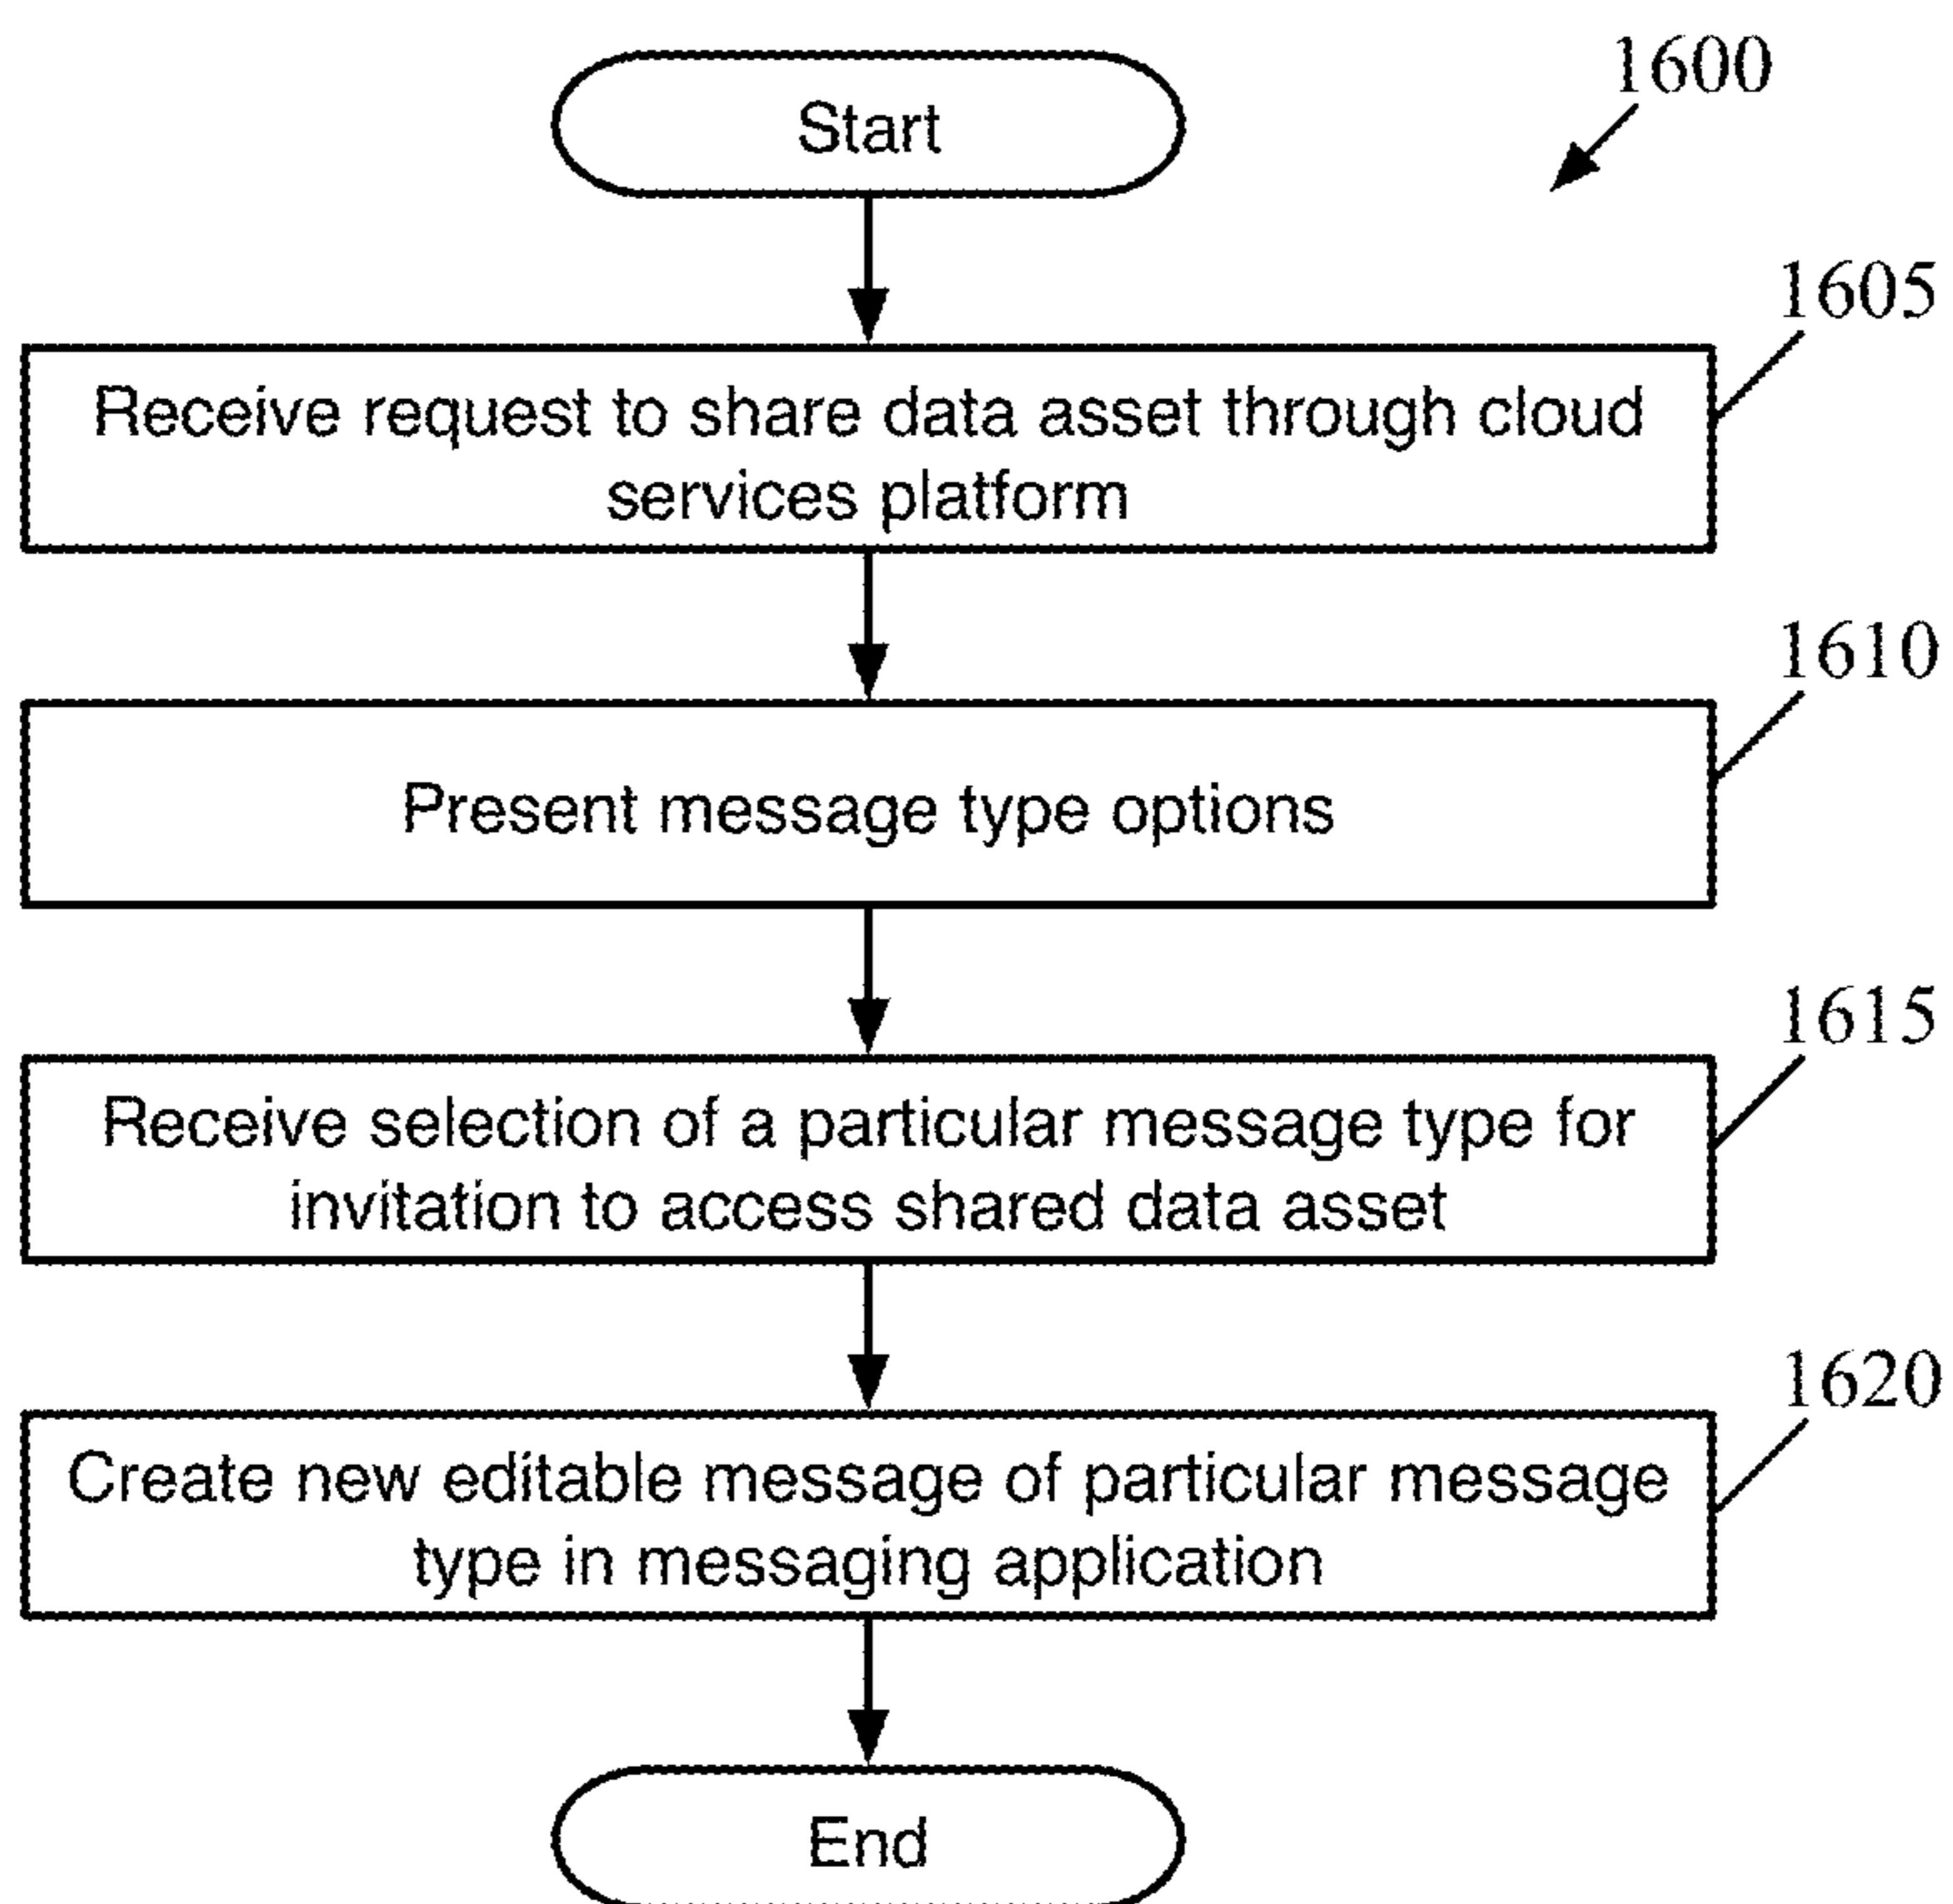 Start
1600
1605
Receive request to share data asset through cloud
services platform
1610
Present message type options
1615
Receive selection of a particular message type for
invitation to access shared data asset
1620
Create new editable message of particular message
type in messaging application
End